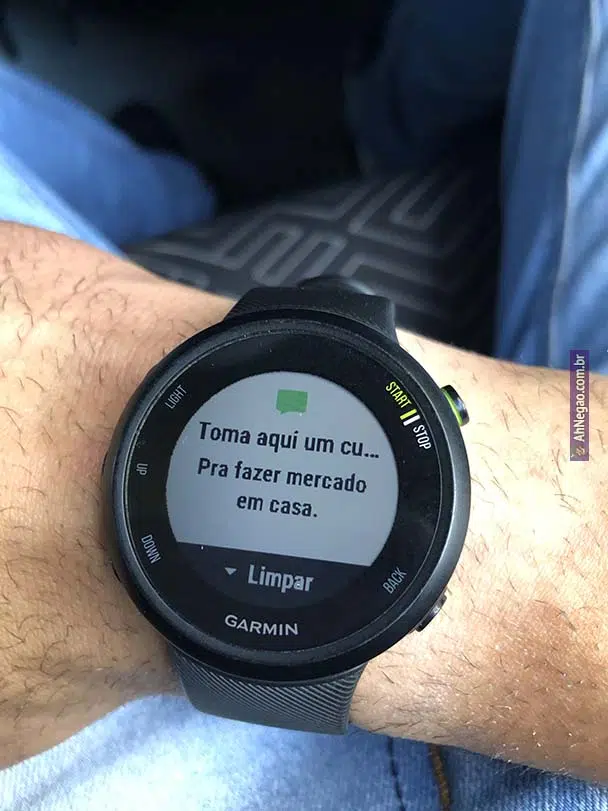 LIGHT
START
STOP
Toma aqui um cu...
Pra fazer mercado
em casa.
UP
DOWN
Limpar
BACK
GARMIN
AhNegao.com.br